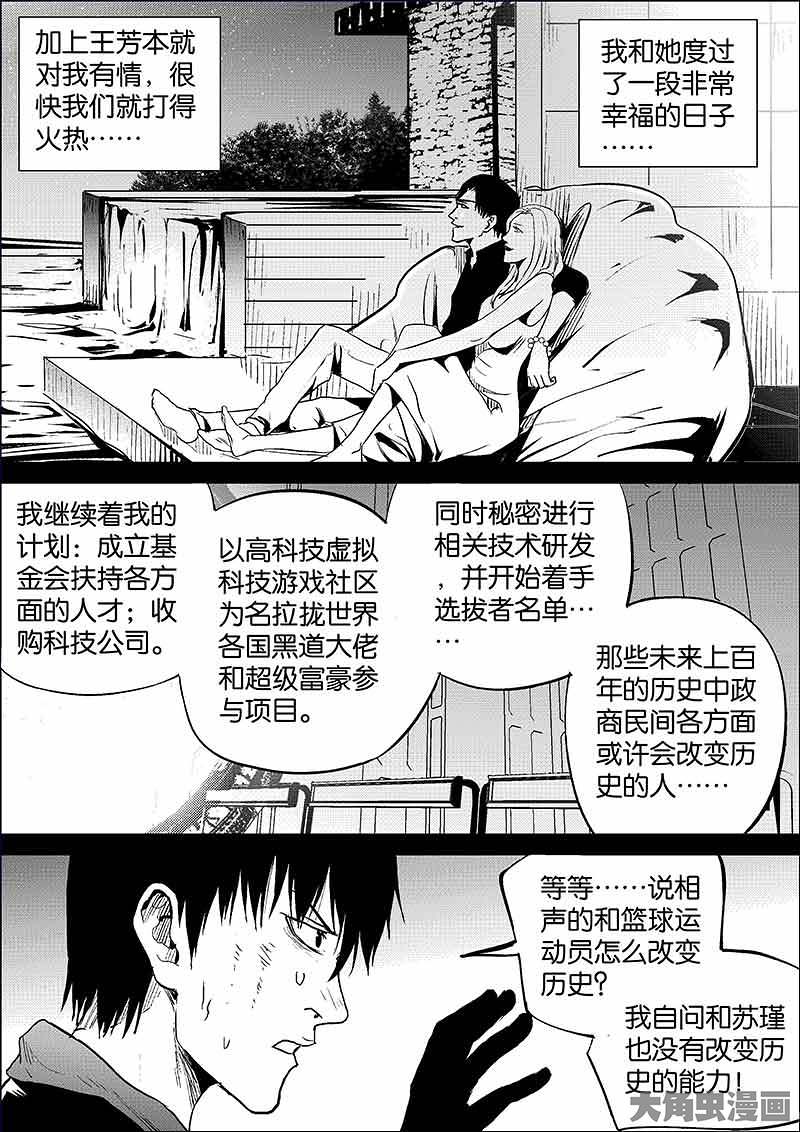 加上王芳本就
对我有情，很
快我们就打得
火热……
我和她度过
了一段非常
幸福的日子
……
我继续着我的
计划：成立基
金会扶持各方
面的人才；收
购科技公司。
以高科技虚拟
科技游戏社区
为名拉拢世界
各国黑道大佬
和超级富豪参
与项目。
同时秘密进行
相关技术研发
，并开始着手
选拔者名单…
…
那些未来上百
年的历史中政
商民间各方面
或许会改变历
史的人……
等等……说相
声的和篮球运
动员怎么改变
历史？
我自问和苏瑾
也没有改变历
史的能力！
大角虫漫画